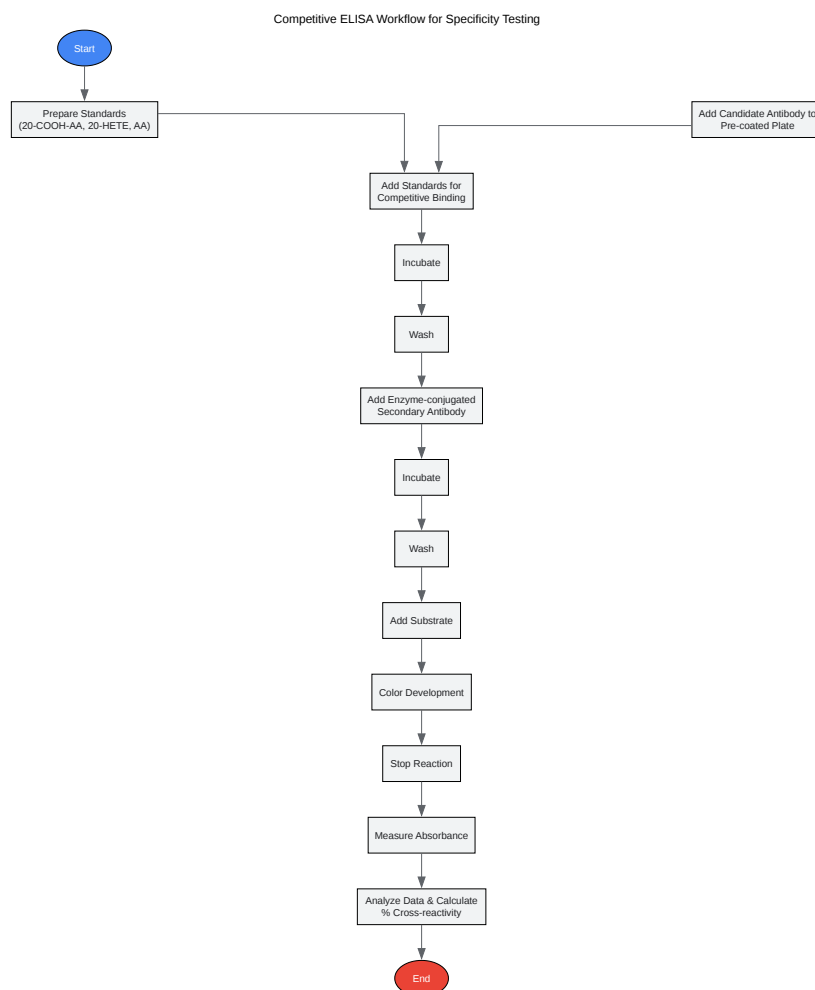 Competitive ELISA Workflow for Specificity Testing
Start
Prepare Standards
(20-COOH-AA, 20-HETE, AA)
Add Candidate Antibody to
Pre-coated Plate
Add Standards for
Competitive Binding
Incubate
Wash
Add Enzyme-conjugated
Secondary Antibody
Incubate
Wash
Add Substrate
Color Development
Stop Reaction
Measure Absorbance
Analyze Data & Calculate
% Cross-reactivity
End